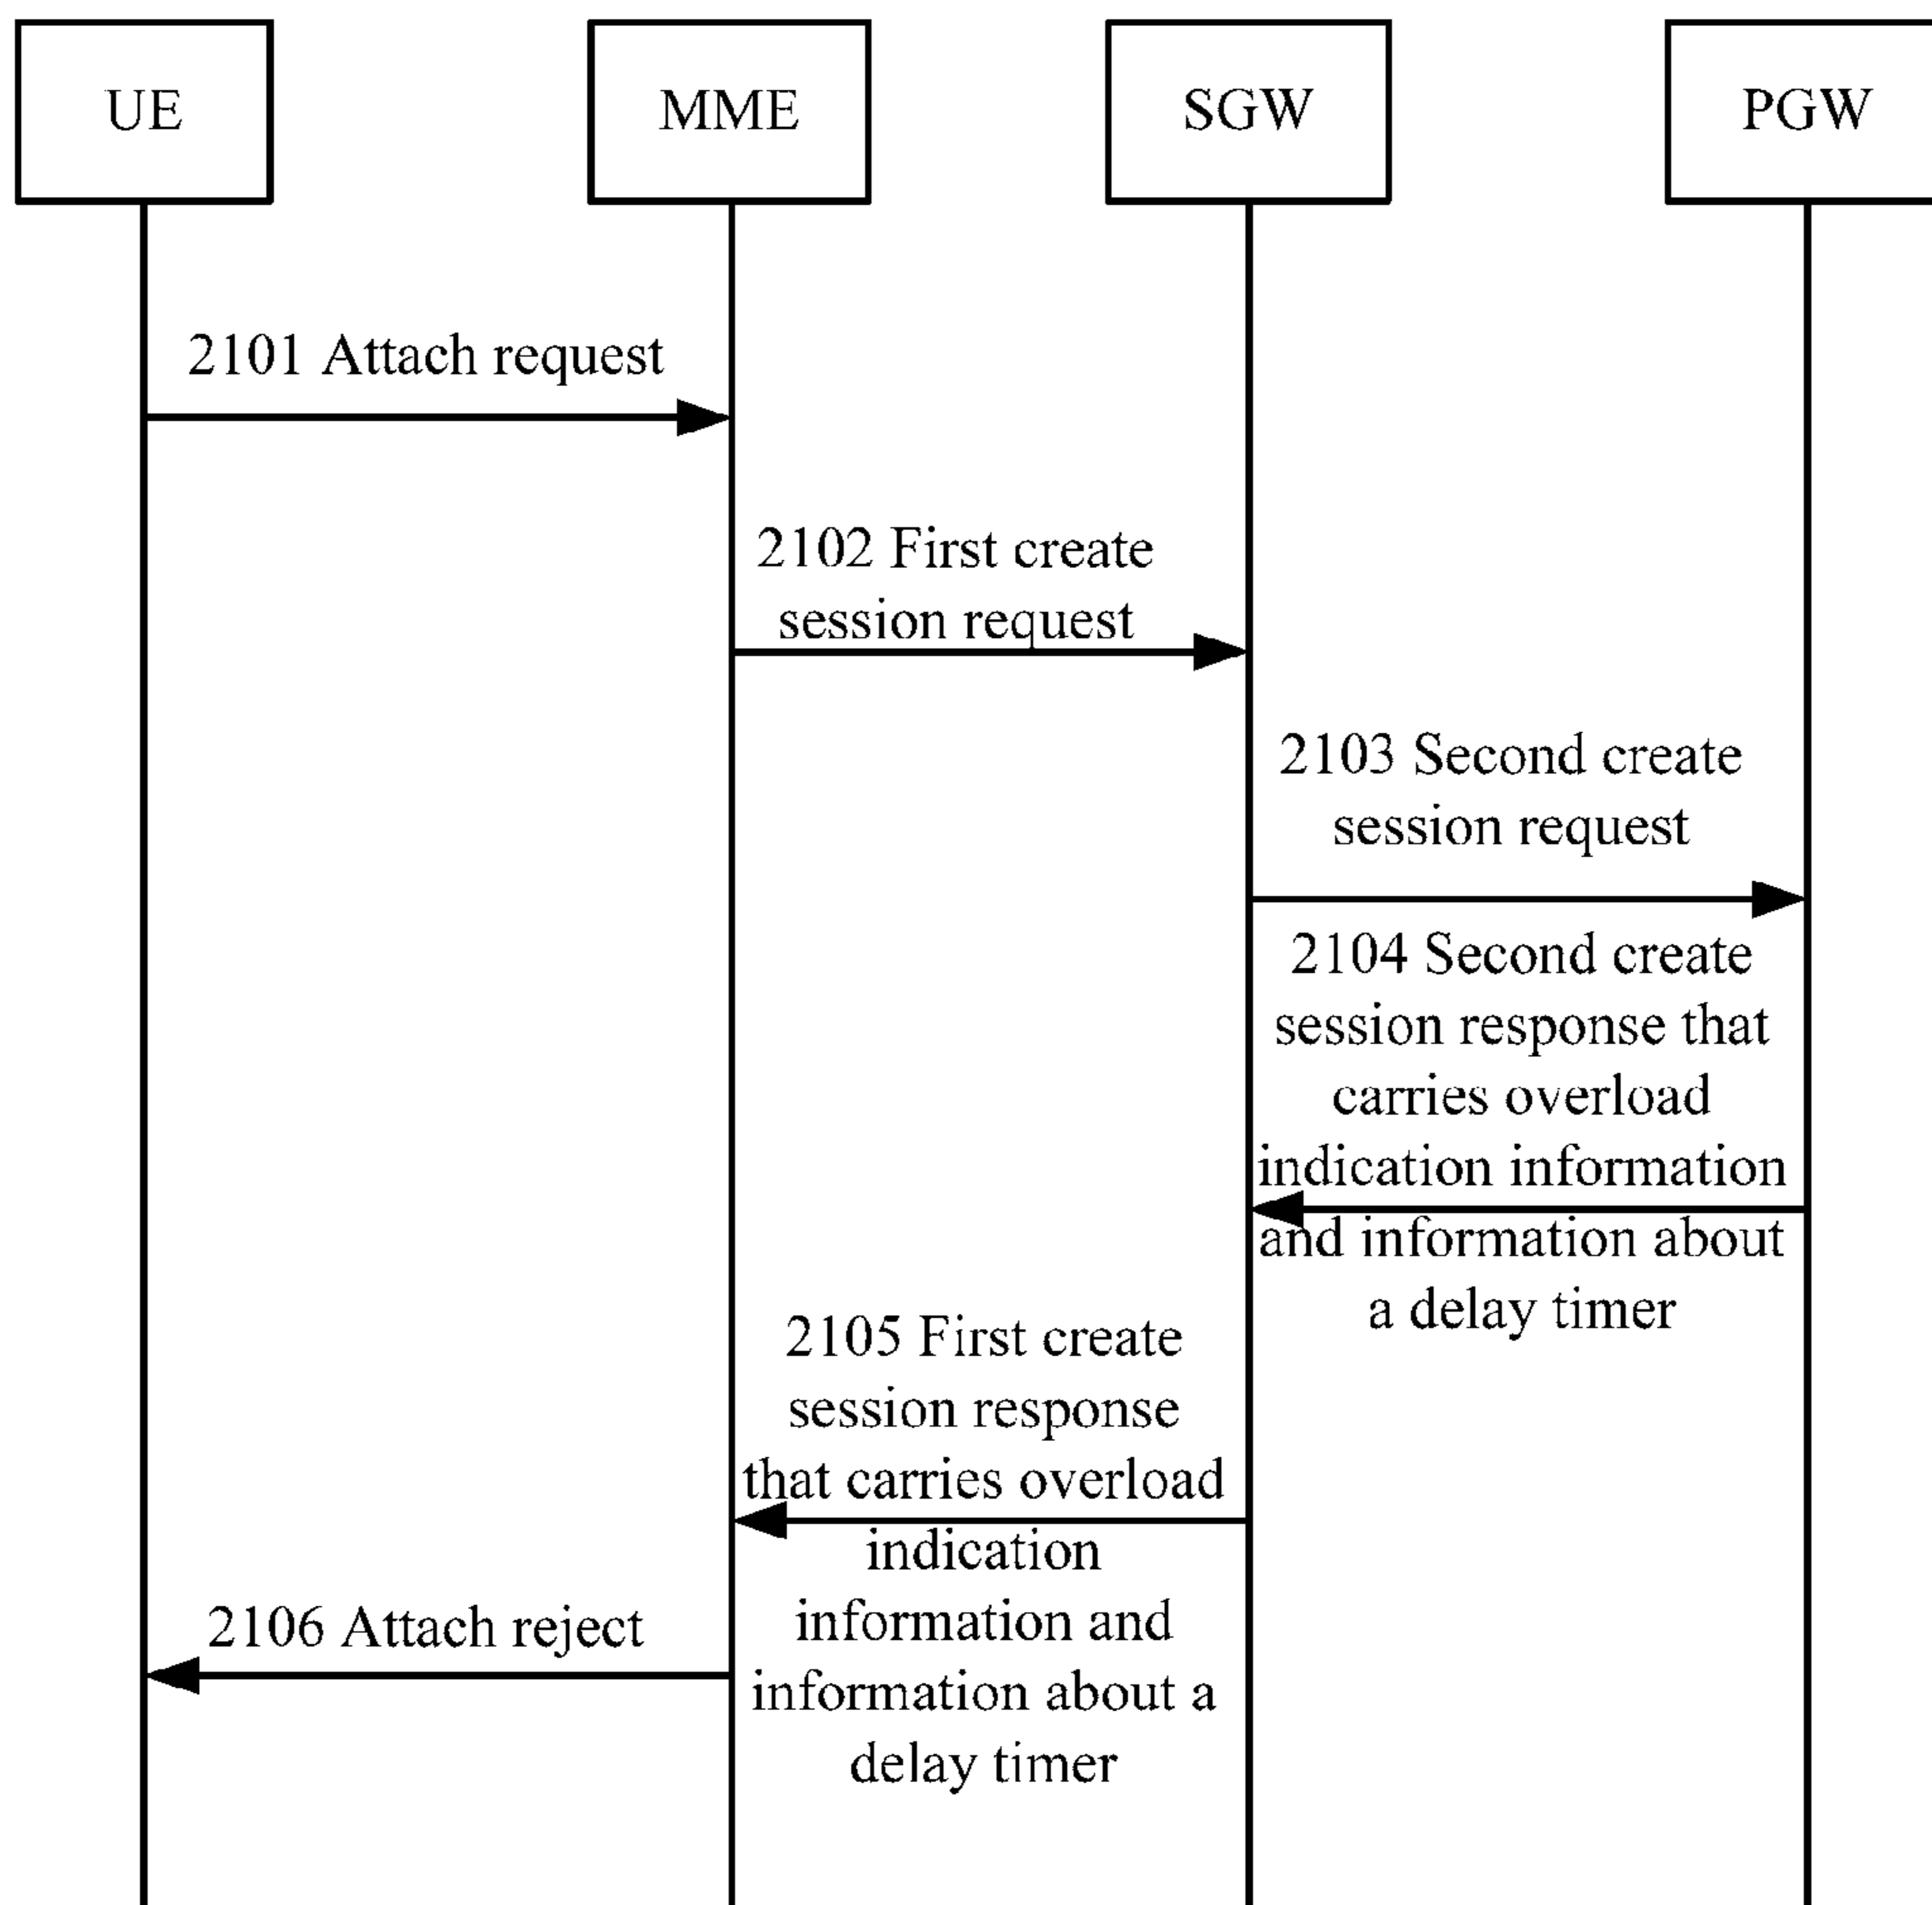 UE
MME
SGW
PGW
2101 Attach request
2102 First create
session request
2103 Second create
session request
2104 Second create
session response that
carries overload
indication information
and information about
a delay timer
2105 First create
session response
that carries overload
indication
information and
information about a
delay timer
2106 Attach reject